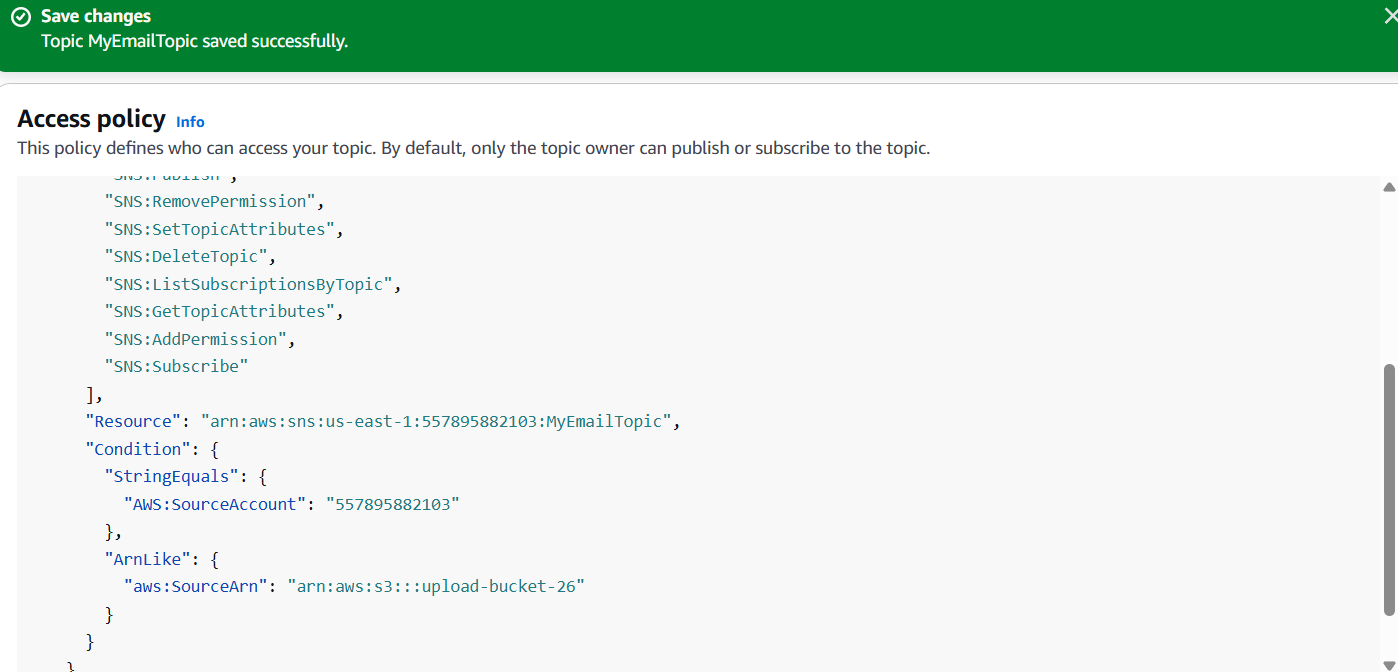 Save changes
Topic MyEmailTopic saved successfully.
Access policy Info
This policy defines who can access your topic. By default, only the topic owner can publish or subscribe to the topic.
"SNS:Publish",
"SNS:RemovePermission",
"SNS:SetTopicAttributes",
"SNS:DeleteTopic",
"SNS:ListSubscriptionsByTopic",
"SNS:GetTopicAttributes",
"SNS:AddPermission",
"SNS:Subscribe"
],
"Resource": "arn:aws:sns:us-east-1:557895882103:MyEmailTopic",
"Condition": {
"StringEquals": {
"AWS:SourceAccount": "557895882103"
},
"ArnLike": {
"aws:SourceArn": "arn:aws:s3:::upload-bucket-26"
}
}
}